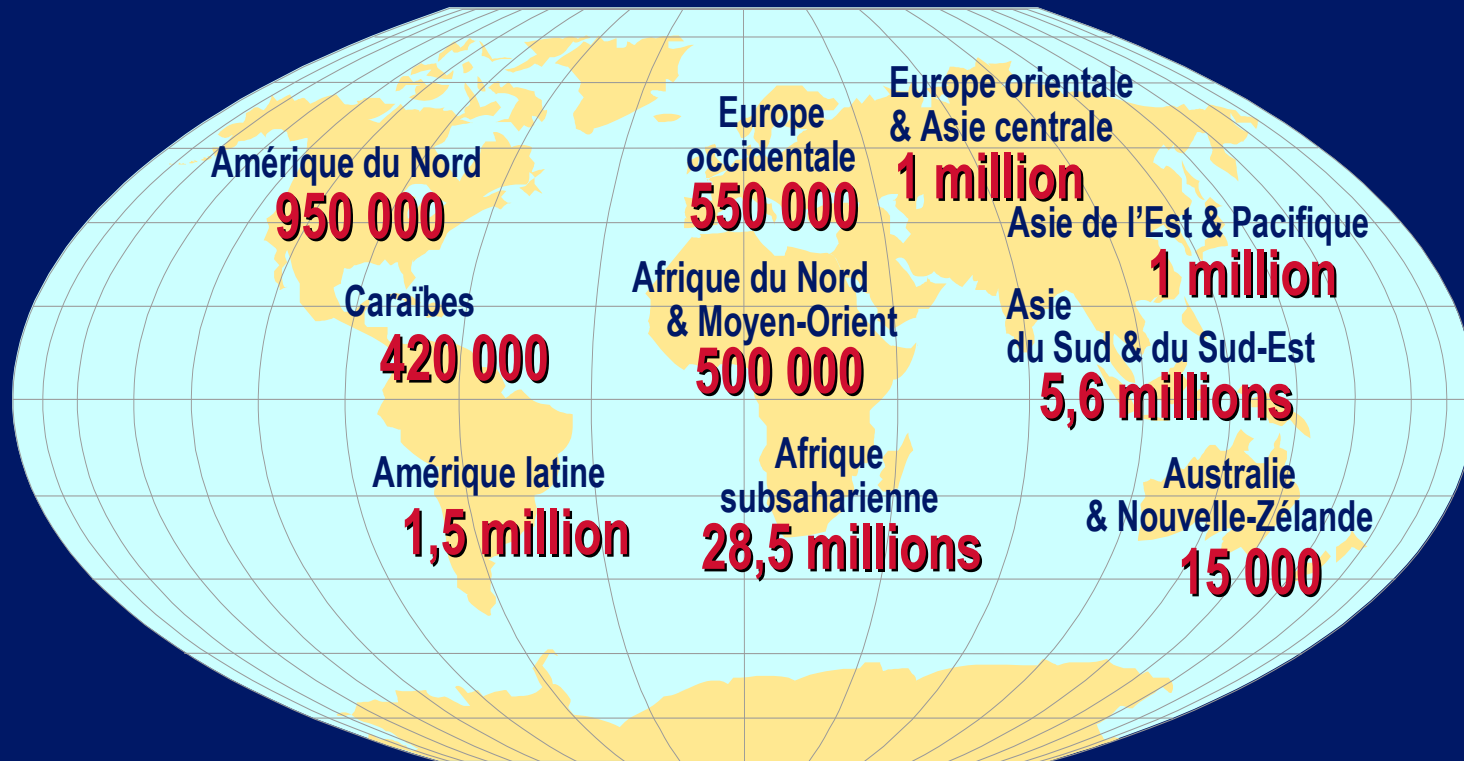 Amérique du Nord
950 000
Caraïbes
420 000
Amérique latine
1,5 million
Europe
occidentale
550 000
Afrique du Nord
& Moyen-Orient
500 000
Afrique
subsaharienne
28,5 millions
Europe orientale
& Asie centrale
1 million
Asie de l’Est & Pacifique
1 million
Asie
du Sud & du Sud-Est
5,6 millions
Australie
& Nouvelle-Zélande
15 000